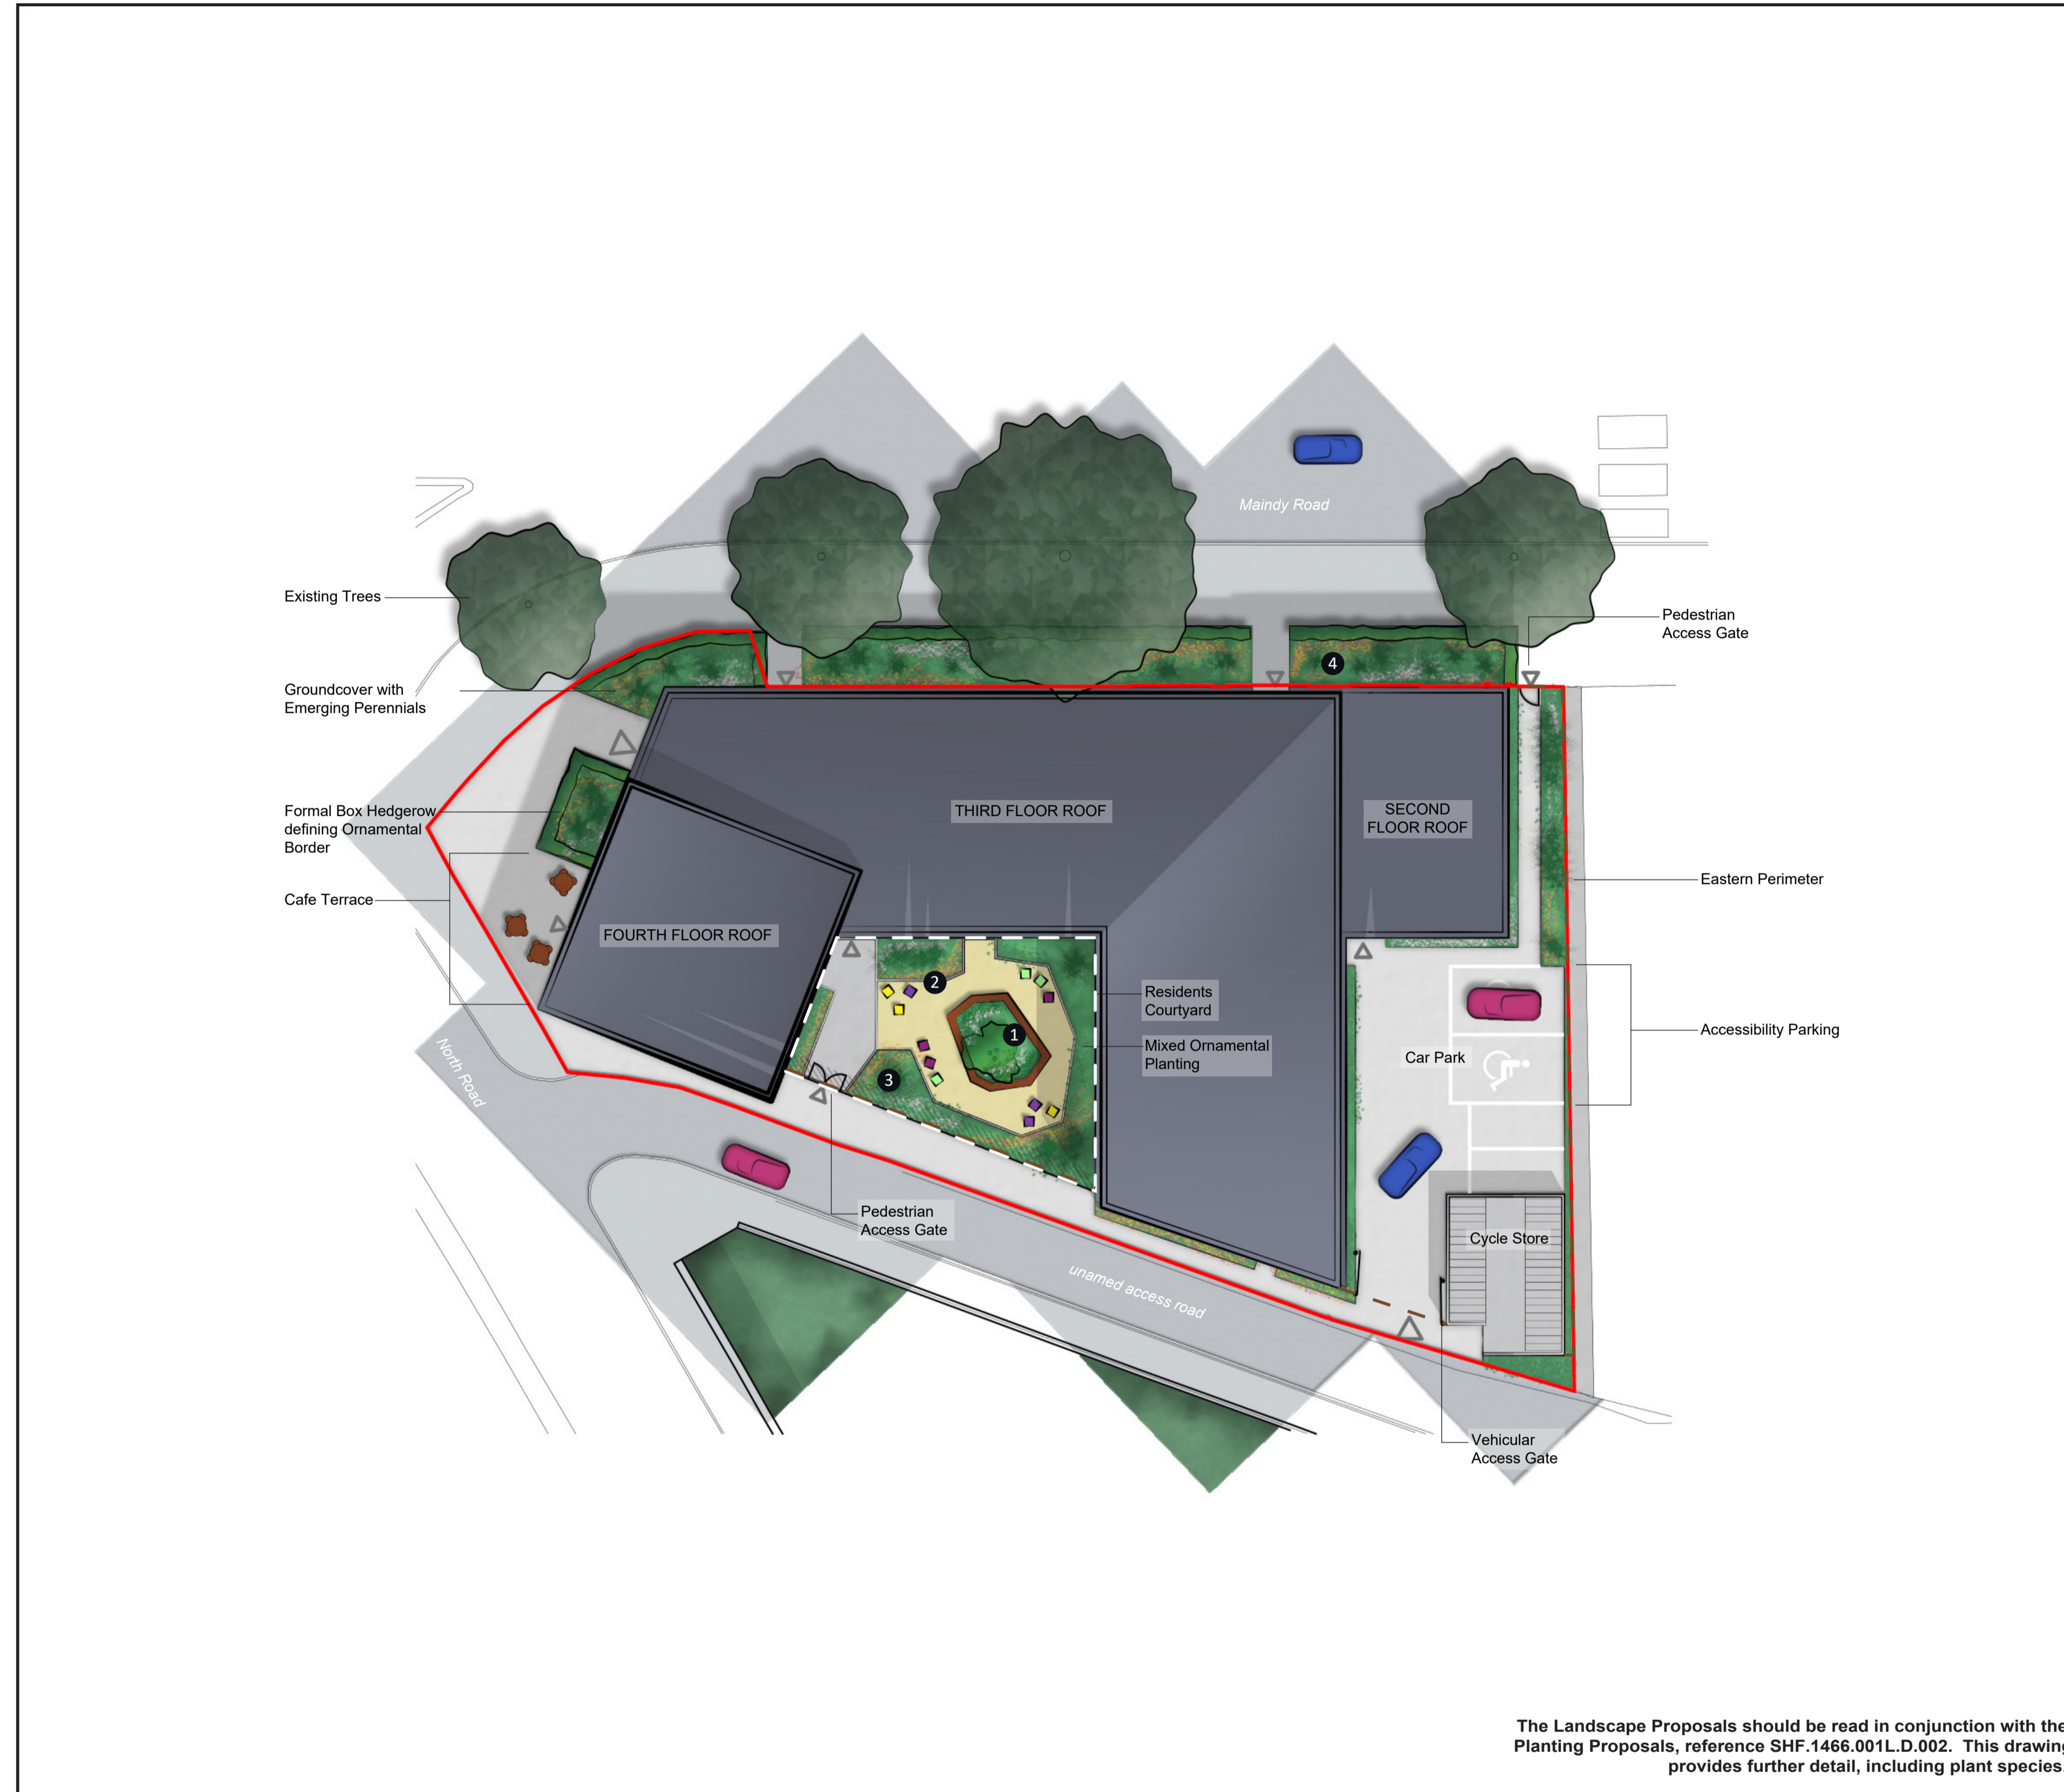 Maindy Road
Existing Trees
Pedestrian
Access Gate
4
Groundcover with
Emerging Perennials
Formal Box Hedgerow
defining Ornamental
Border
THIRD FLOOR ROOF
SECOND
FLOOR ROOF
Cafe Terrace
Eastern Perimeter
FOURTH FLOOR ROOF
2
Residents
Courtyard
1
Mixed Ornamental
Planting
Accessibility Parking
Car Park
North Road
3
Pedestrian
Access Gate
Cycle Store
unamed access road
Vehicular
Access Gate
The Landscape Proposals should be read in conjunction with the
Planting Proposals, reference SHF.1466.001L.D.002. This drawing
provides further detail, including plant species.